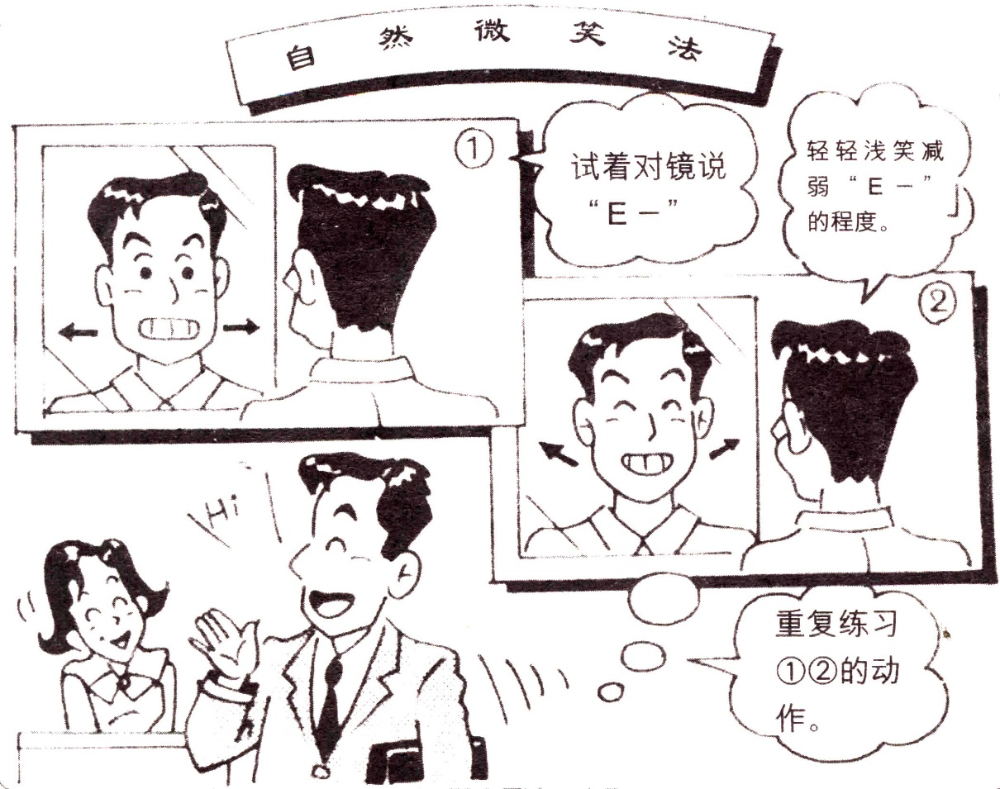 自然微笑法
①
试着对镜说
“E－”
轻轻浅笑减
弱“E－”
的程度。
②
Hi
重复练习
①②的动
作。